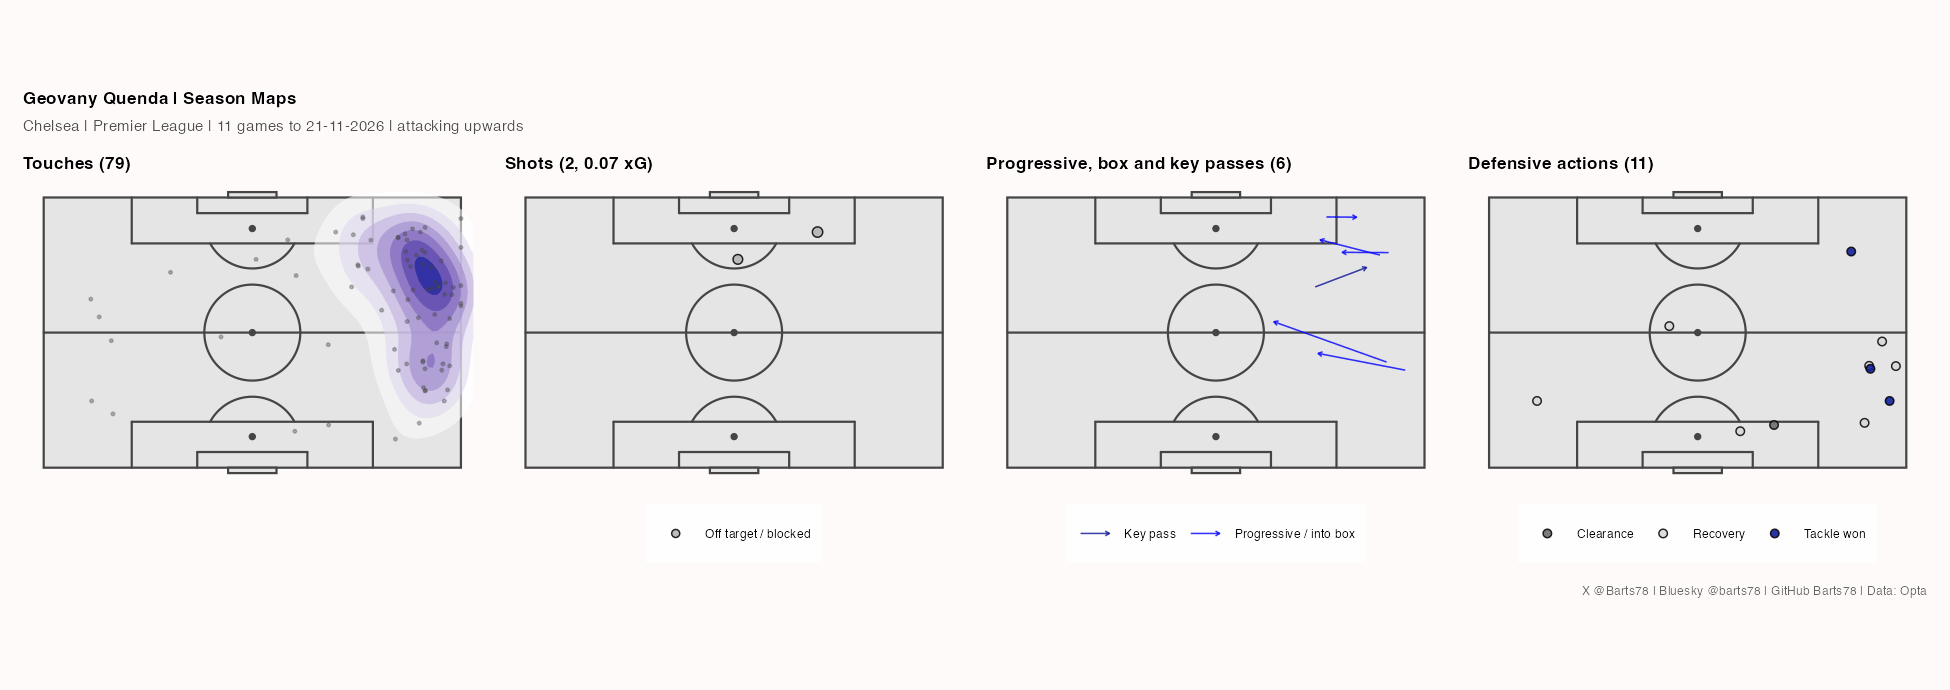 Geovany Quenda | Season Maps
Chelsea | Premier League | 11 games to 21-11-2026 | attacking upwards
Touches (79)
Shots (2, 0.07 xG)
Progressive, box and key passes (6)
Defensive actions (11)
Off target / blocked
Key pass
Progressive / into box
Clearance
Recovery
Tackle won
X @Barts78 | Bluesky @barts78 | GitHub Barts78 | Data: Opta